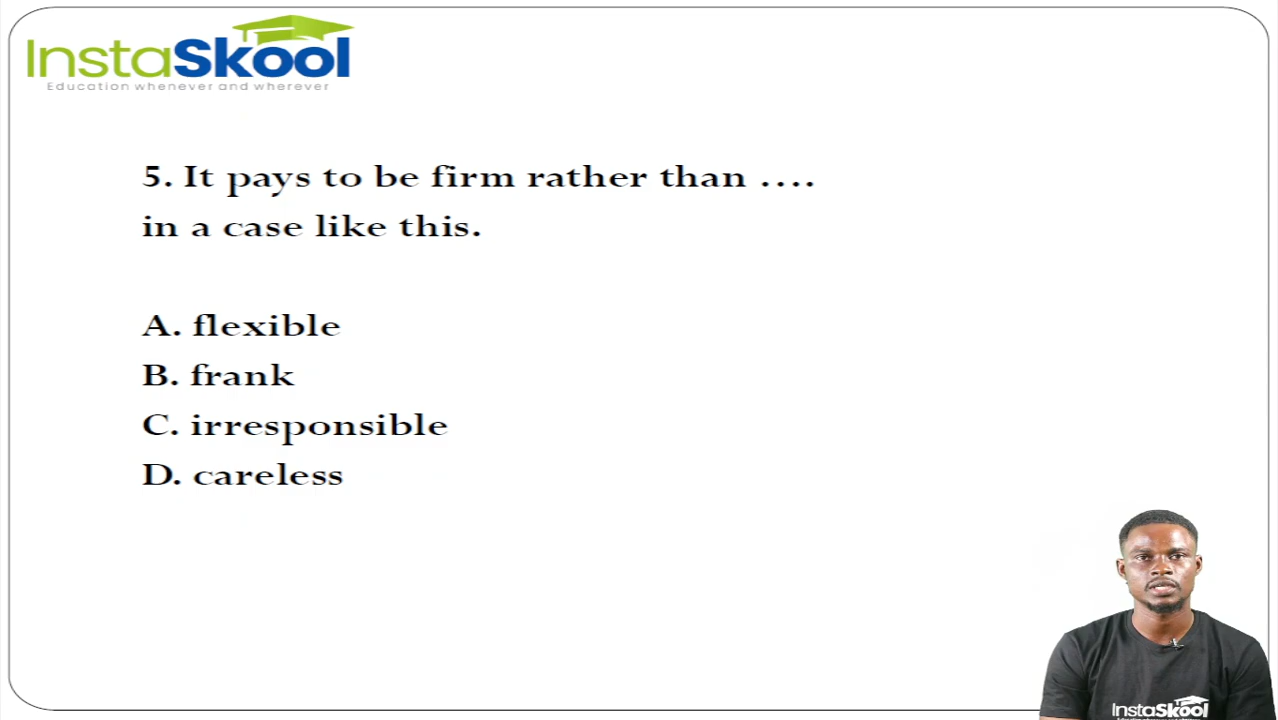 InstaSkool
Education whenever and wherever
5. It pays to be firm rather than ....
in a case like this.
A. flexible
B. frank
C. irresponsible
D. careless
InstaSkool